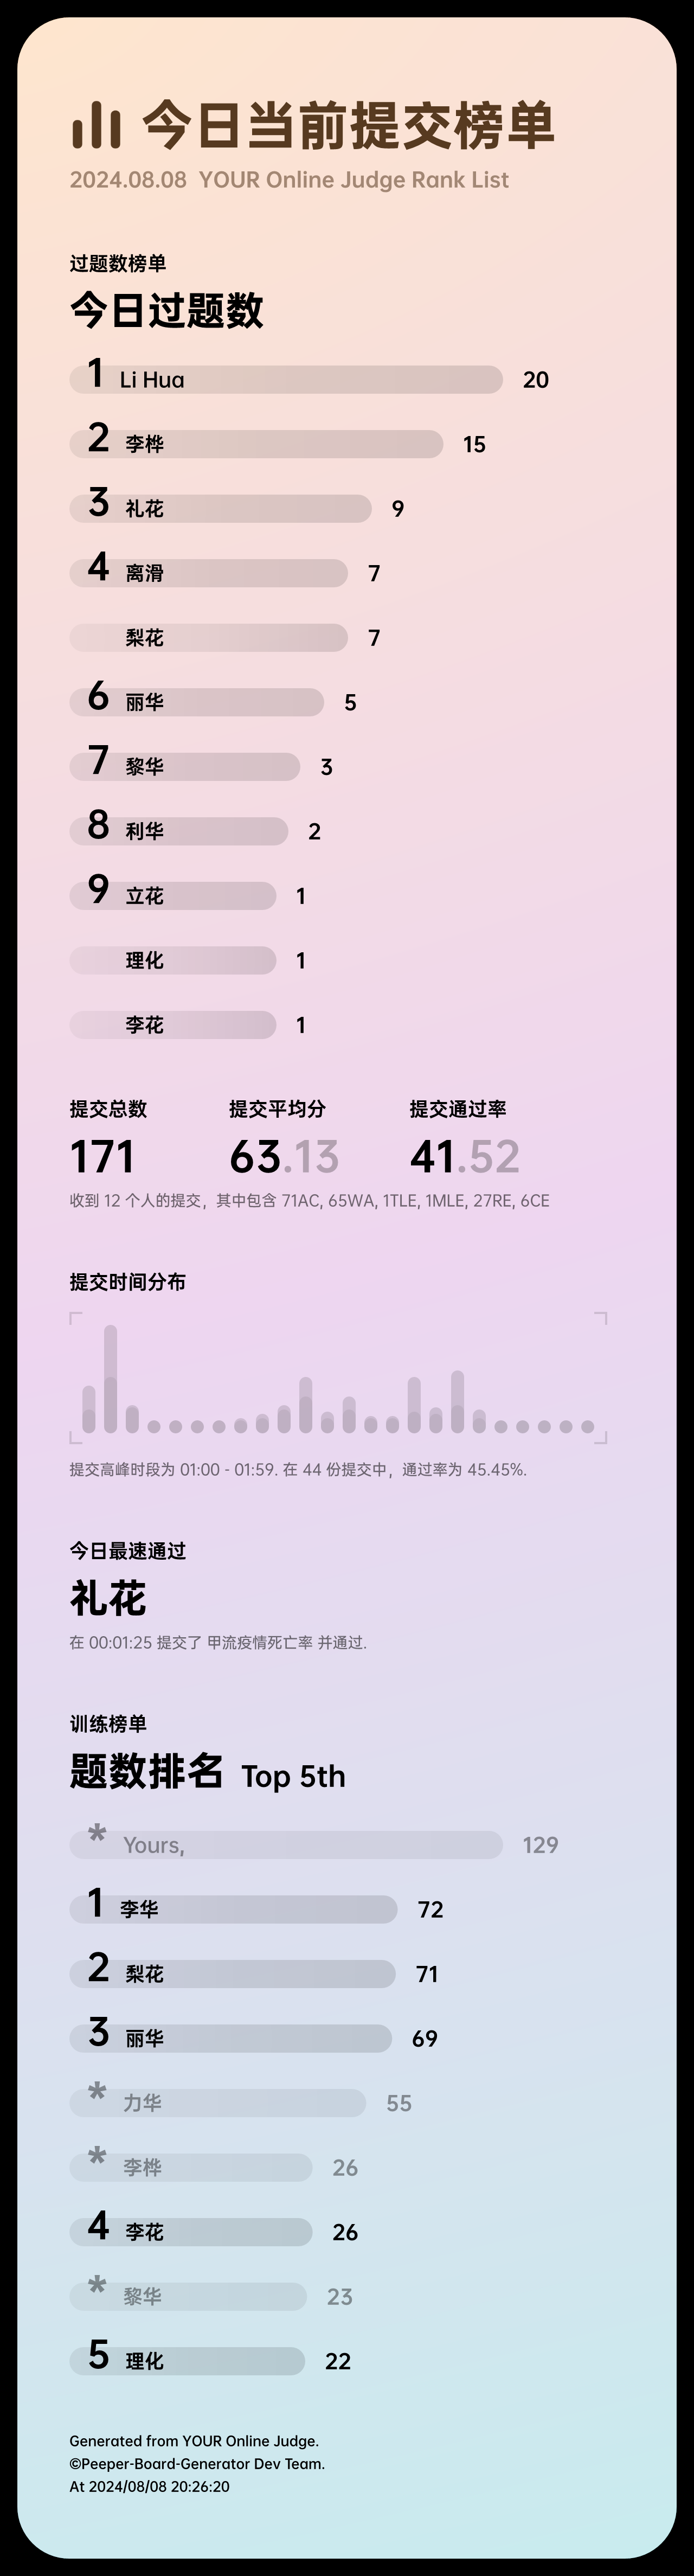 今日当前提交榜单
2024.08.08 YOUR Online Judge Rank List
过题数榜单
今日过题数
1 Li Hua 20
2 李桦 15
3 礼花 9
4 离滑 7
梨花 7
6 丽华 5
7 黎华 3
8 利华 2
9 立花 1
理化 1
李花 1
提交总数 提交平均分 提交通过率
171 63.13 41.52
收到 12 个人的提交，其中包含 71AC, 65WA, 1TLE, 1MLE, 27RE, 6CE
提交时间分布
提交高峰时段为 01:00 - 01:59. 在 44 份提交中，通过率为 45.45%.
今日最速通过
礼花
在 00:01:25 提交了 甲流疫情死亡率 并通过.
训练榜单
题数排名 Top 5th
* Yours, 129
1 李华 72
2 梨花 71
3 丽华 69
* 力华 55
* 李桦 26
4 李花 26
* 黎华 23
5 理化 22
Generated from YOUR Online Judge.
©Peeper-Board-Generator Dev Team.
At 2024/08/08 20:26:20